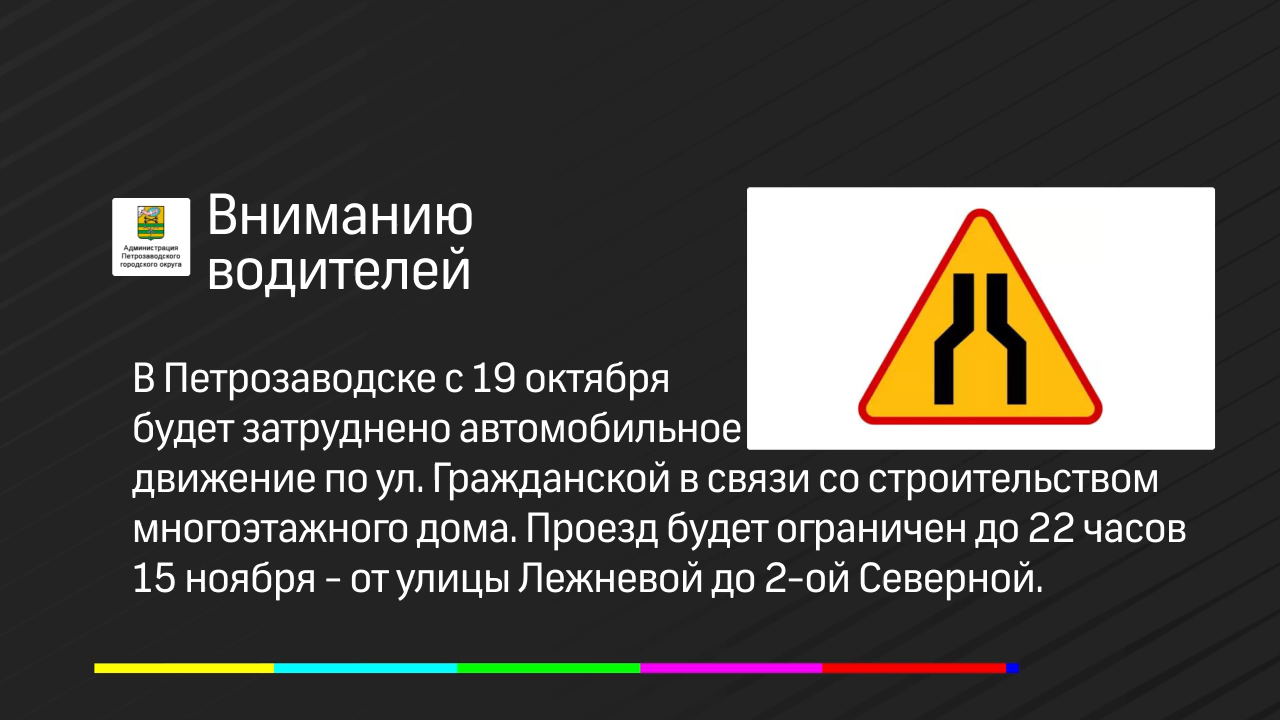 Администрация
Петрозаводского
городского округа
Вниманию
водителей
В Петрозаводске с 19 октября
будет затруднено автомобильное
движение по ул. Гражданской в связи со строительством
многоэтажного дома. Проезд будет ограничен до 22 часов
15 ноября - от улицы Лежневой до 2-ой Северной.